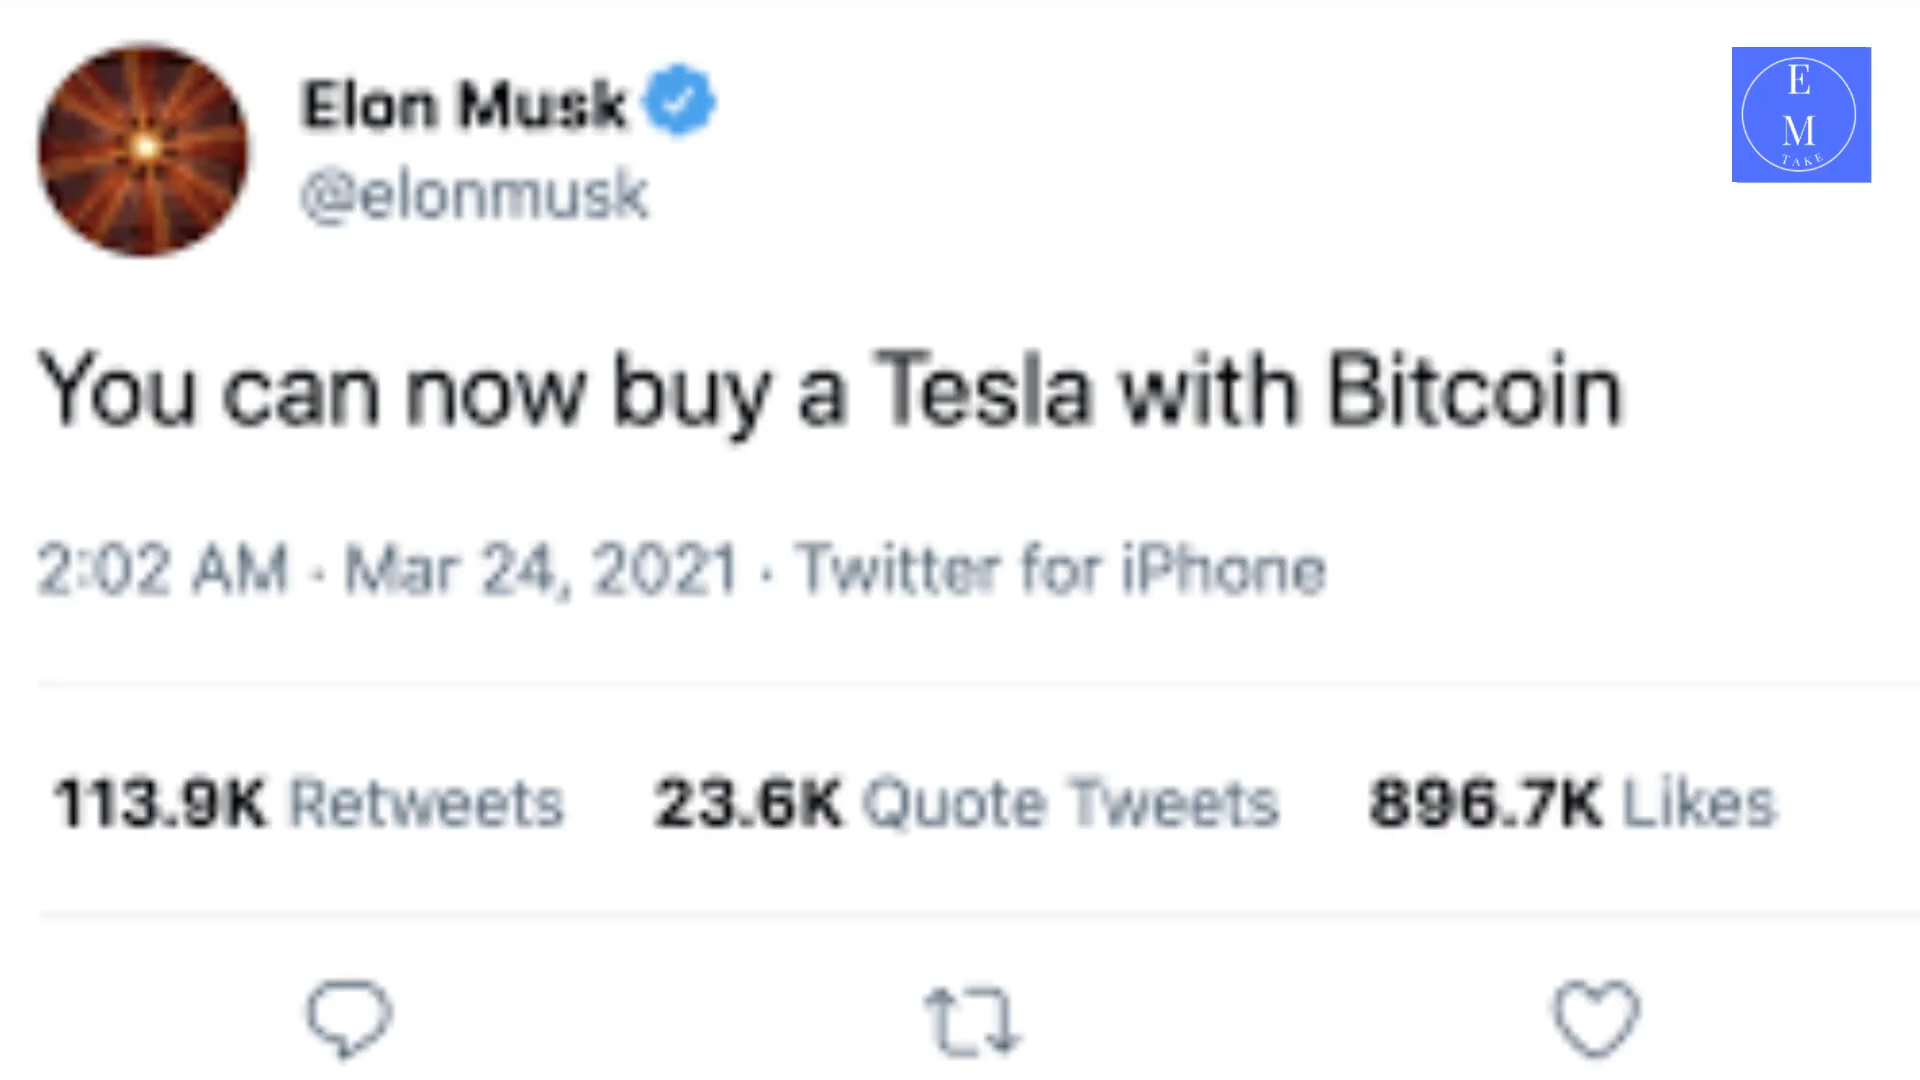 Elon Musk
@elonmusk
E
M
TAKE
You can now buy a Tesla with Bitcoin
2:02 AM · Mar 24, 2021 · Twitter for iPhone
113.9K Retweets 23.6K Quote Tweets 896.7K Likes